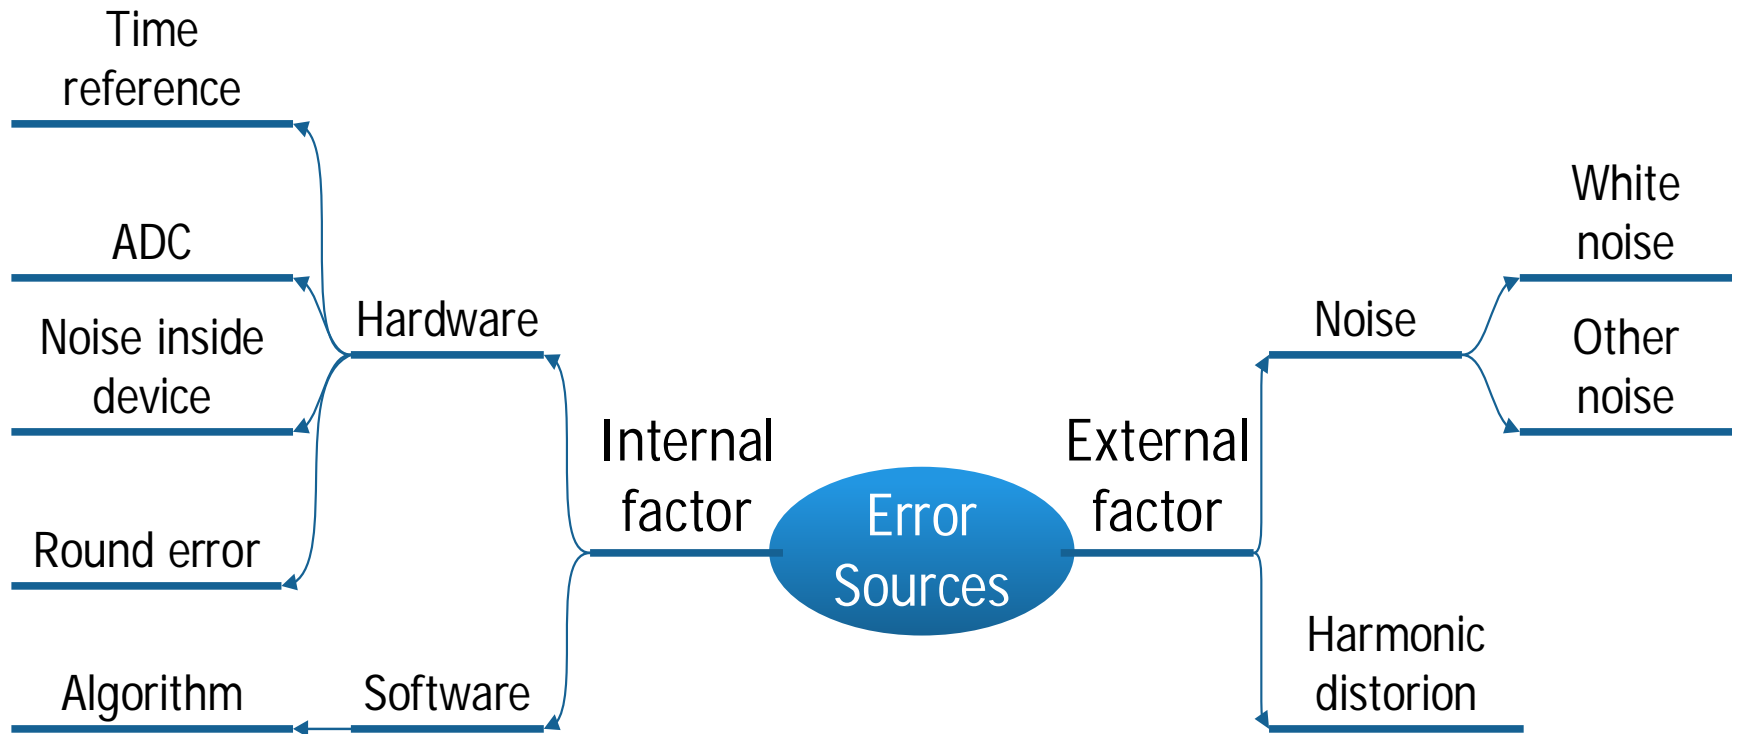 Time
reference
ADC
Noise inside
device
Round error
Algorithm
Hardware
Software
Internal
factor
Error
Sources
External
factor
Noise
Harmonic
distorion
White
noise
Other
noise